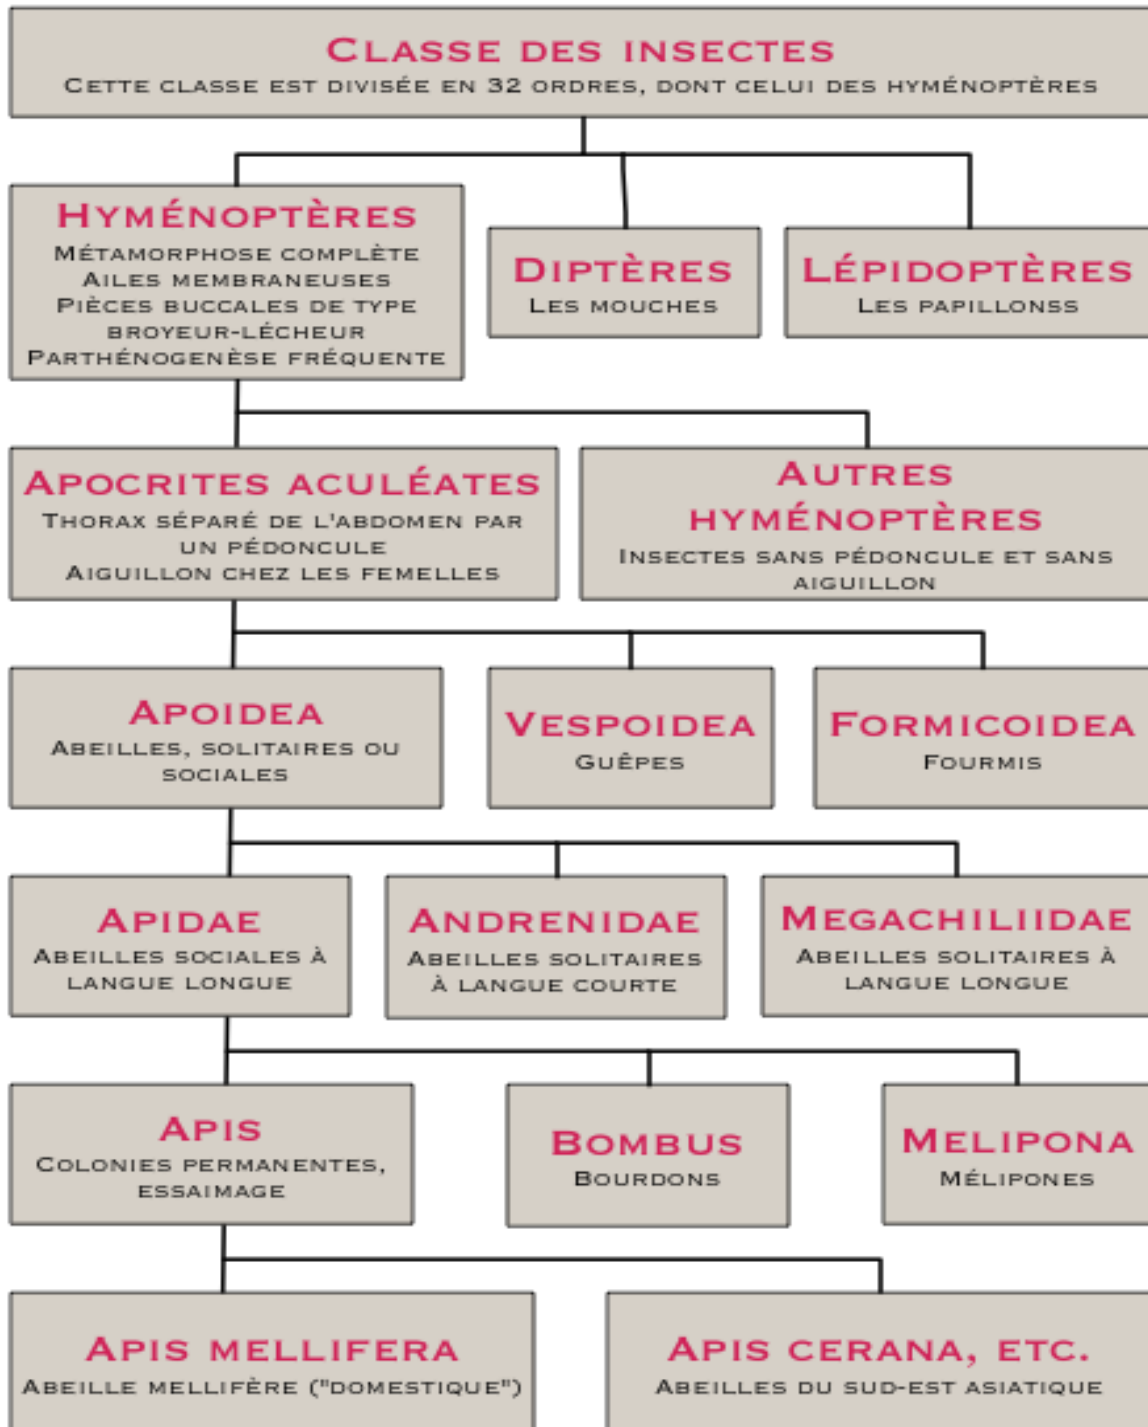 Classe des insectes
Cette classe est divisée en 32 ordres, dont celui des hyménoptères
Hyménoptères
Métamorphose complète
Ailes membraneuses
Pièces buccales de type
broyeur-lécheur
Parthénogenèse fréquente
Diptères
Les mouches
Lépidoptères
Les papillonss
Apocrites aculéates
Thorax séparé de l'abdomen par
un pédoncule
Aiguillon chez les femelles
Autres
hyménoptères
Insectes sans pédoncule et sans
aiguillon
Apoidea
Abeilles, solitaires ou
sociales
Vespoidea
Guêpes
Formicoidea
Fourmis
Apidae
Abeilles sociales à
langue longue
Andrenidae
Abeilles solitaires
à langue courte
Megachiliidae
Abeilles solitaires à
langue longue
Apis
Colonies permanentes,
essaimage
Bombus
Bourdons
Melipona
Mélipones
Apis mellifera
Abeille mellifère ("domestique")
Apis cerana, etc.
Abeilles du sud-est asiatique